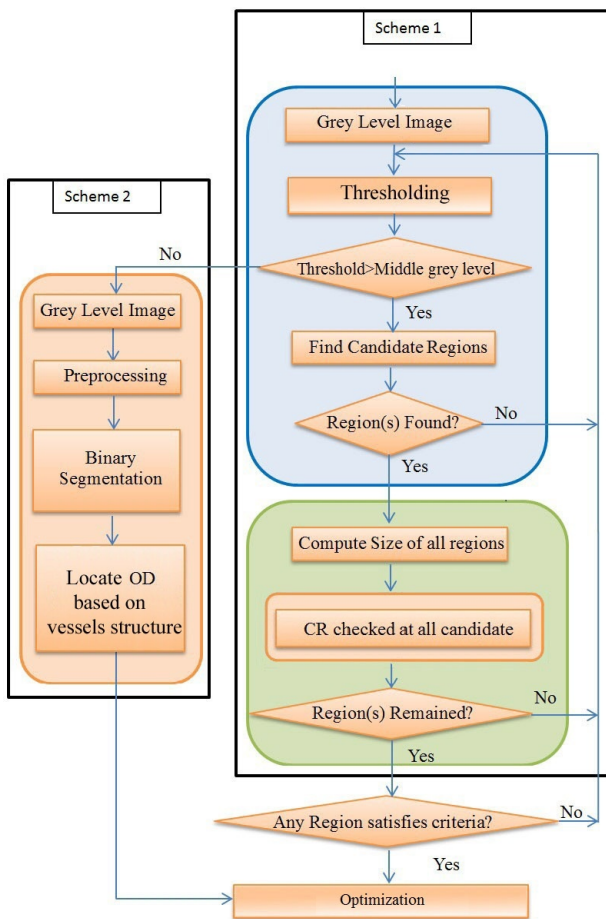 Scheme 1
Grey Level Image
Thresholding
Threshold>Middle grey level
No
Yes
Find Candidate Regions
Region(s) Found?
No
Yes
Compute Size of all regions
CR checked at all candidate
Region(s) Remained?
No
Yes
Any Region satisfies criteria?
No
Yes
Optimization
Scheme 2
Grey Level Image
Preprocessing
Binary
Segmentation
Locate OD
based on
vessels structure